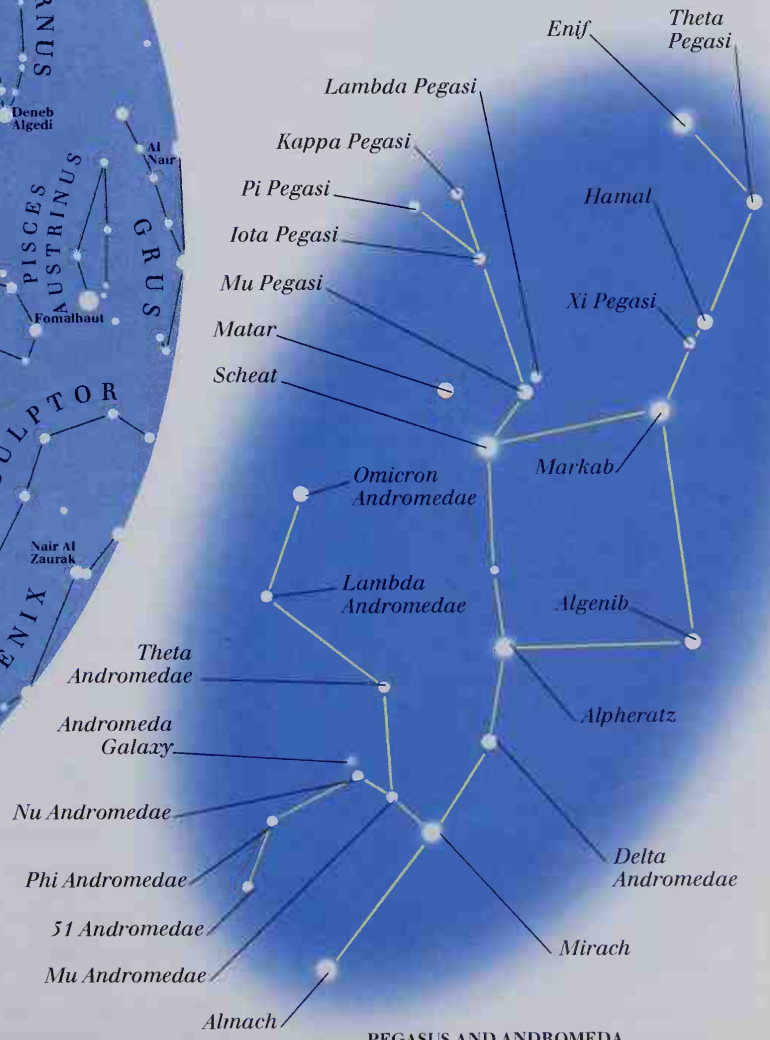 ANUS
Deneb
Algedi
Al
Nair
PISCES
AUSTRINUS
GRUS
Fomalhaut
ULPTOR
Nair Al
Zaurak
ENIX
Enif
Theta
Pegasi
Lambda Pegasi
Kappa Pegasi
Pi Pegasi
Hamal
Iota Pegasi
Mu Pegasi
Xi Pegasi
Matar
Scheat
Markab
Omicron
Andromedae
Lambda
Andromedae
Algenib
Theta
Andromedae
Alpheratz
Andromeda
Galaxy
Nu Andromedae
Delta
Andromedae
Phi Andromedae
51 Andromedae
Mirach
Mu Andromedae
Almach
PEGASUS AND ANDROMEDA